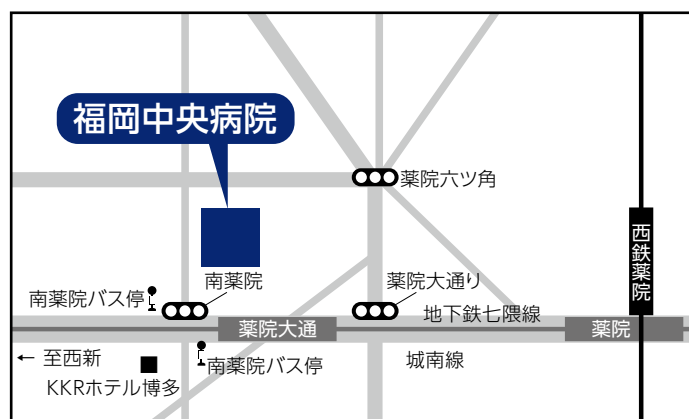 福岡中央病院
薬院六ツ角
西鉄薬院
南薬院
薬院大通り
南薬院バス停
地下鉄七隈線
薬院大通
薬院
← 至西新
南薬院バス停
城南線
KKRホテル博多